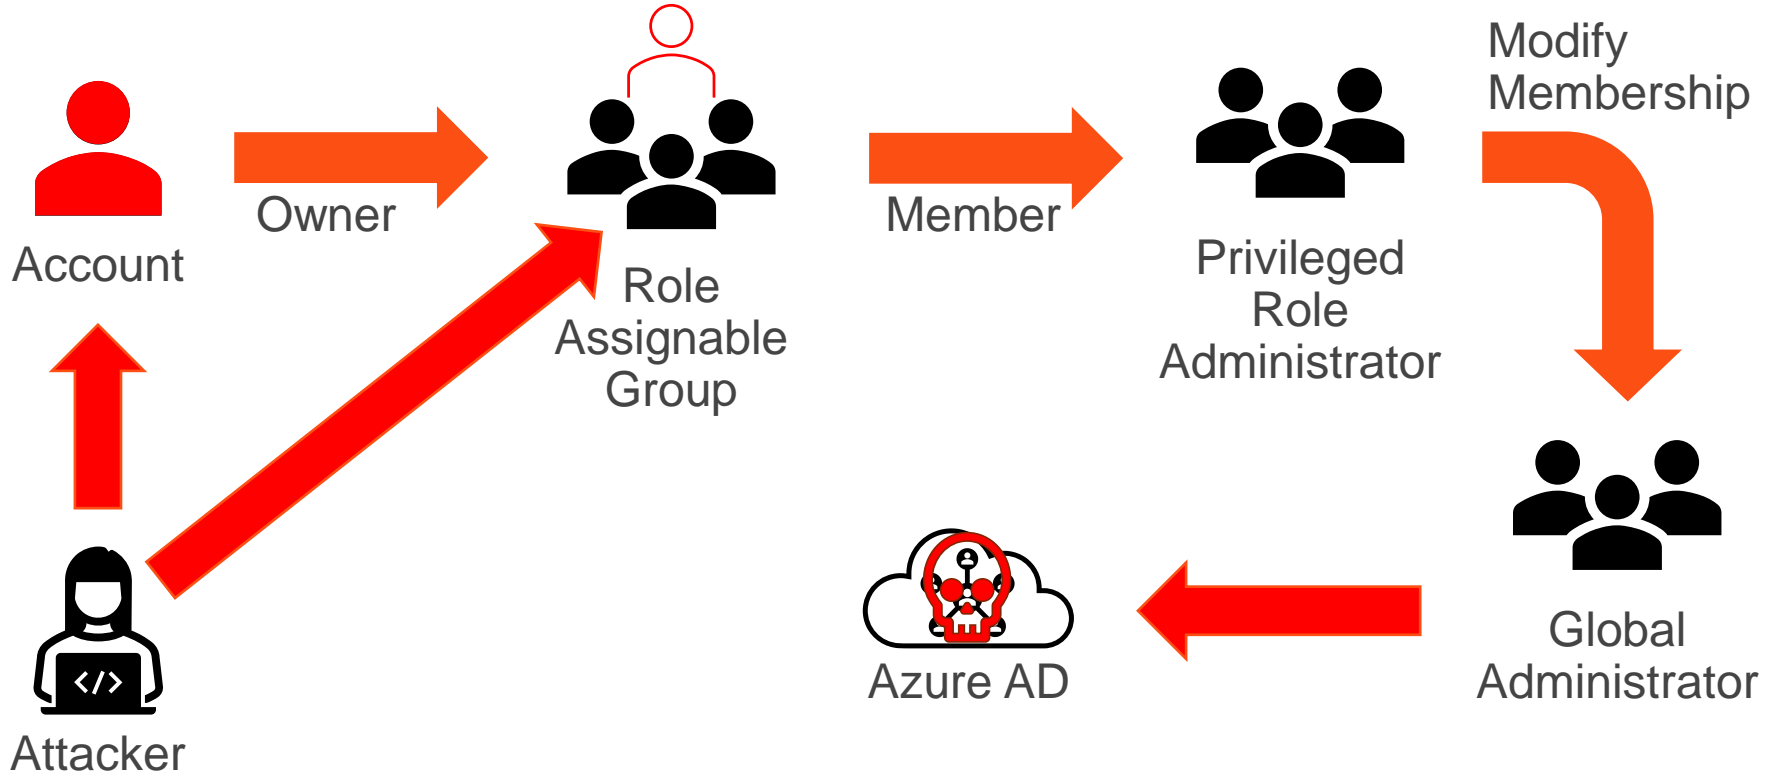 Modify
Membership
Owner
Member
Account
Role
Assignable
Group
Privileged
Role
Administrator
</>
Attacker
Azure AD
Global
Administrator